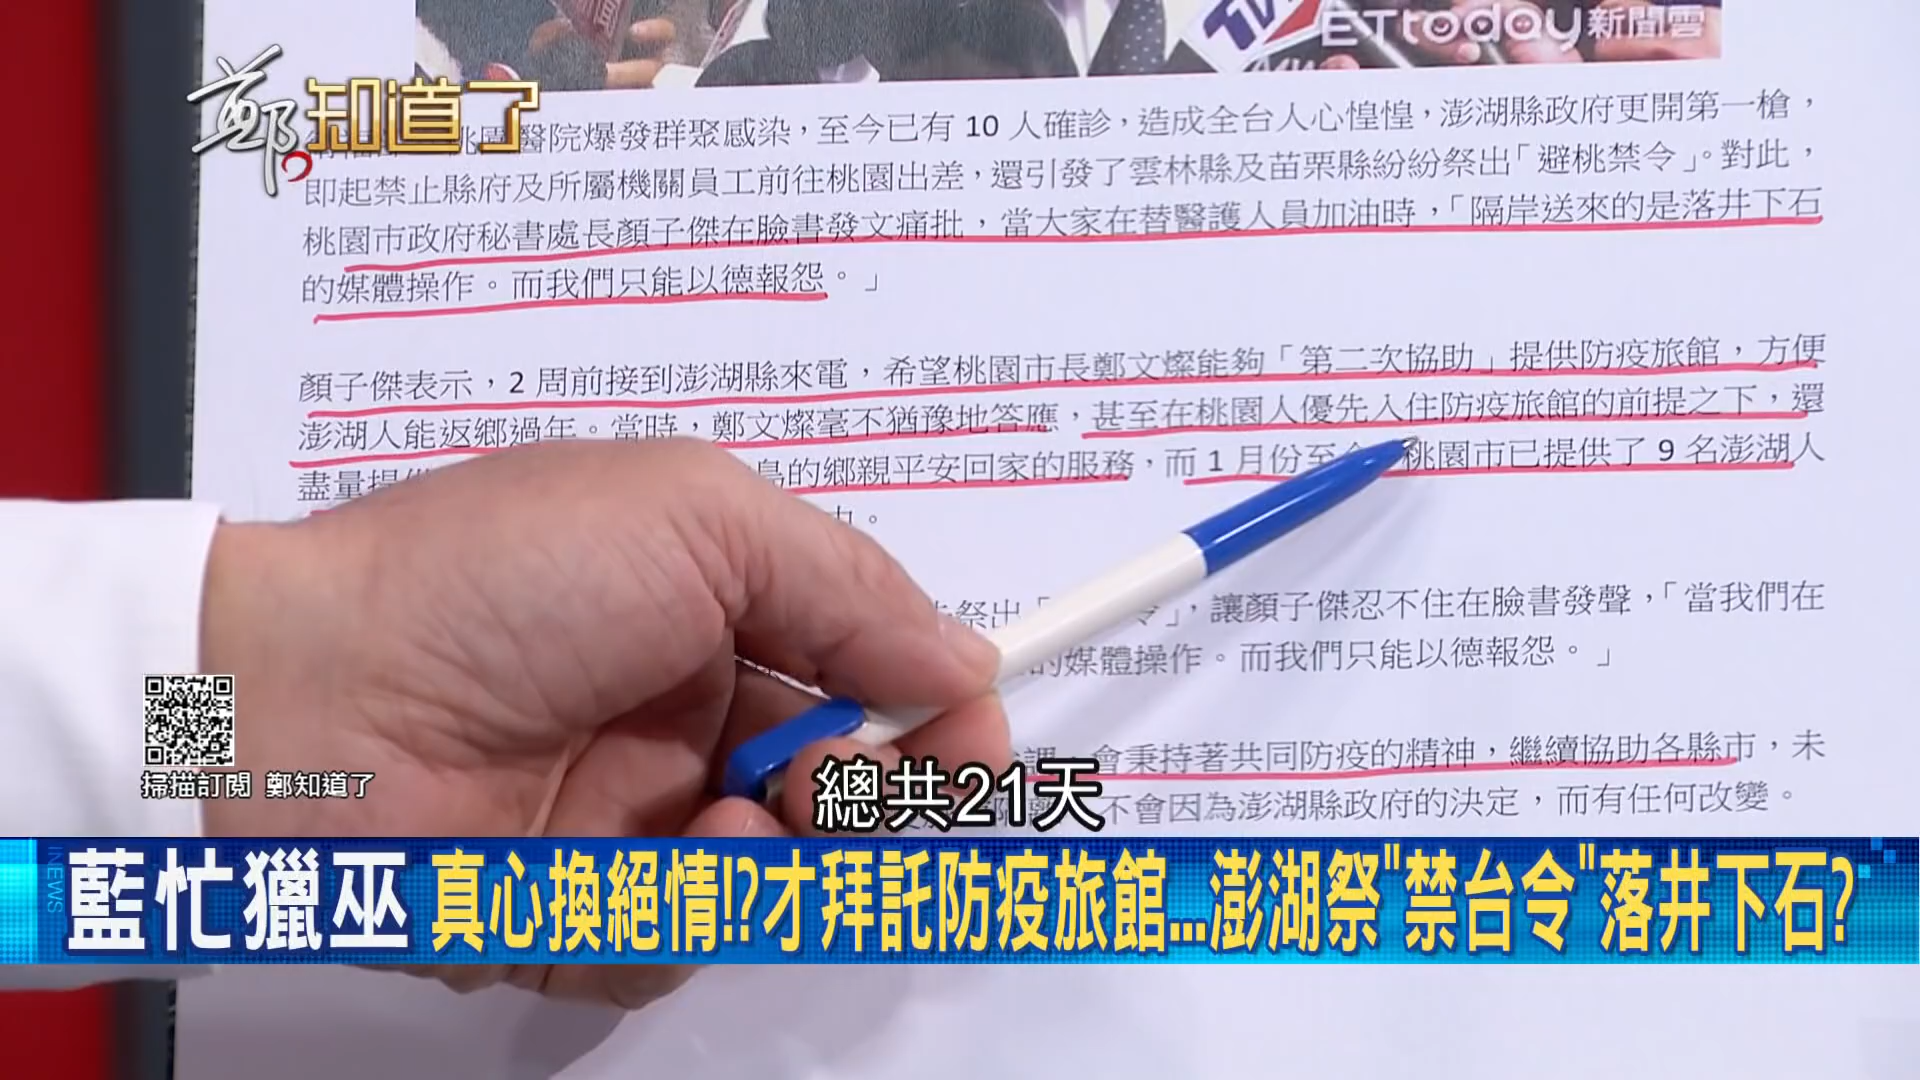 ETtoday新聞雲
鄭知道了
桃園醫院爆發群聚感染，至今已有 10 人確診，造成全台人心惶惶，澎湖縣政府更開第一槍，
即起禁止縣府及所屬機關員工前往桃園出差，還引發了雲林縣及苗栗縣紛紛祭出「避桃禁令」。對此，
桃園市政府秘書處長顏子傑在臉書發文痛批，當大家在替醫護人員加油時，「隔岸送來的是落井下石
的媒體操作。而我們只能以德報怨。」
顏子傑表示，2 周前接到澎湖縣來電，希望桃園市長鄭文燦能夠「第二次協助」提供防疫旅館，方便
澎湖人能返鄉過年。當時，鄭文燦毫不猶豫地答應，甚至在桃園人優先入住防疫旅館的前提之下，還
盡量提供 島的鄉親平安回家的服務，而 1 月份至今 桃園市已提供了 9 名澎湖人
祭出「 令」，讓顏子傑忍不住在臉書發聲，「當我們在
的媒體操作。而我們只能以德報怨。」
會秉持著共同防疫的精神，繼續協助各縣市，未
不會因為澎湖縣政府的決定，而有任何改變。
掃描訂閱 鄭知道了
總共21天
INEWS
藍忙獵巫 真心換絕情!?才拜託防疫旅館...澎湖祭"禁台令"落井下石?